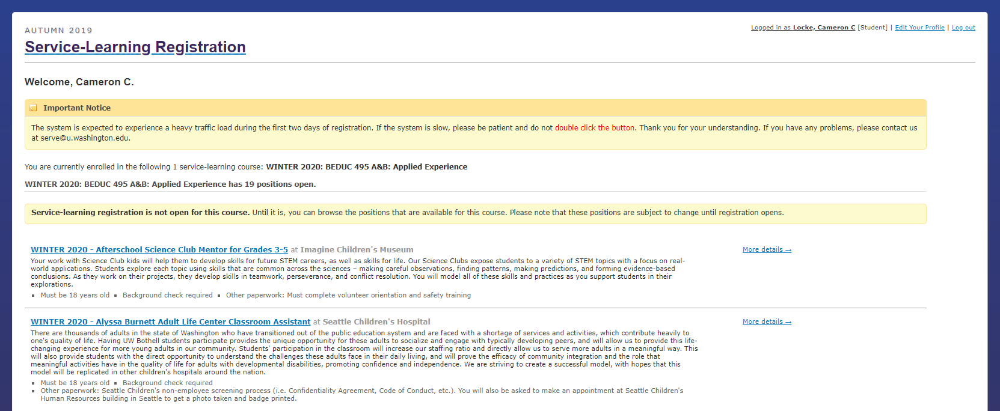 AUTUMN 2019
Logged in as Locke, Cameron C [Student] | Edit Your Profile | Log out
Service-Learning Registration
Welcome, Cameron C.
Important Notice
The system is expected to experience a heavy traffic load during the first two days of registration. If the system is slow, please be patient and do not double click the button. Thank you for your understanding. If you have any problems, please contact us
at serve@u.washington.edu.
You are currently enrolled in the following 1 service-learning course: WINTER 2020: BEDUC 495 A&B: Applied Experience
WINTER 2020: BEDUC 495 A&B: Applied Experience has 19 positions open.
Service-learning registration is not open for this course. Until it is, you can browse the positions that are available for this course. Please note that these positions are subject to change until registration opens.
WINTER 2020 - Afterschool Science Club Mentor for Grades 3-5 at Imagine Children's Museum
More details →
Your work with Science Club kids will help them to develop skills for future STEM careers, as well as skills for life. Our Science Clubs expose students to a variety of STEM topics with a focus on real-
world applications. Students explore each topic using skills that are common across the sciences – making careful observations, finding patterns, making predictions, and forming evidence-based
conclusions. As they work on their projects, they develop skills in teamwork, perseverance, and conflict resolution. You will model all of these skills and practices as you support students in their
explorations.
▪ Must be 18 years old ▪ Background check required ▪ Other paperwork: Must complete volunteer orientation and safety training
WINTER 2020 - Alyssa Burnett Adult Life Center Classroom Assistant at Seattle Children's Hospital
More details →
There are thousands of adults in the state of Washington who have transitioned out of the public education system and are faced with a shortage of services and activities, which contribute heavily to
one's quality of life. Having UW Bothell students participate provides the unique opportunity for these adults to socialize and engage with typically developing peers, and will allow us to provide this life-
changing experience for more young adults in our community. Students' participation in the classroom will increase our staffing ratio and directly allow us to serve more adults in a meaningful way. This
will also provide students with the direct opportunity to understand the challenges these adults face in their daily living, and will prove the efficacy of community integration and the role that
meaningful activities have in the quality of life for adults with developmental disabilities, promoting confidence and independence. We are striving to create a successful model, with hopes that this
model will be replicated in other children's hospitals around the nation.
▪ Must be 18 years old ▪ Background check required
▪ Other paperwork: Seattle Children's non-employee screening process (i.e. Confidentiality Agreement, Code of Conduct, etc.). You will also be asked to make an appointment at Seattle Children's
Human Resources building in Seattle to get a photo taken and badge printed.